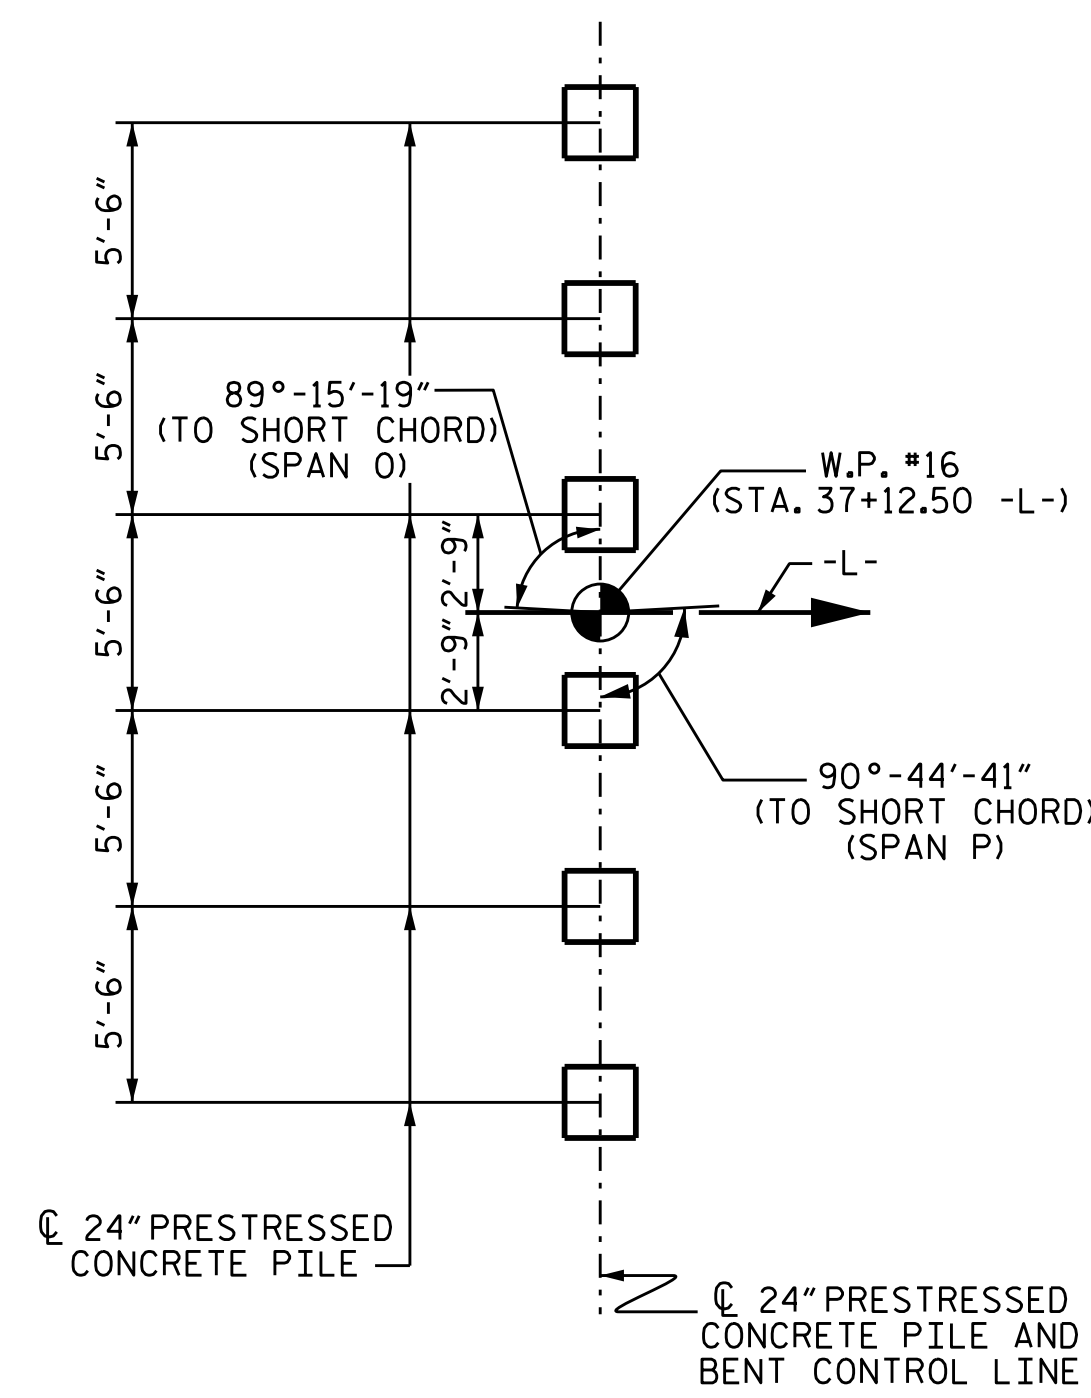 5'-6"
5'-6"
5'-6"
5'-6"
5'-6"
89°-15'-19"
(TO SHORT CHORD)
(SPAN O)
2'-9"
2'-9"
W.P. #16
(STA. 37+12.50 -L-)
-L-
90°-44'-41"
(TO SHORT CHORD)
(SPAN P)
℄ 24" PRESTRESSED
CONCRETE PILE
℄ 24" PRESTRESSED
CONCRETE PILE AND
BENT CONTROL LINE